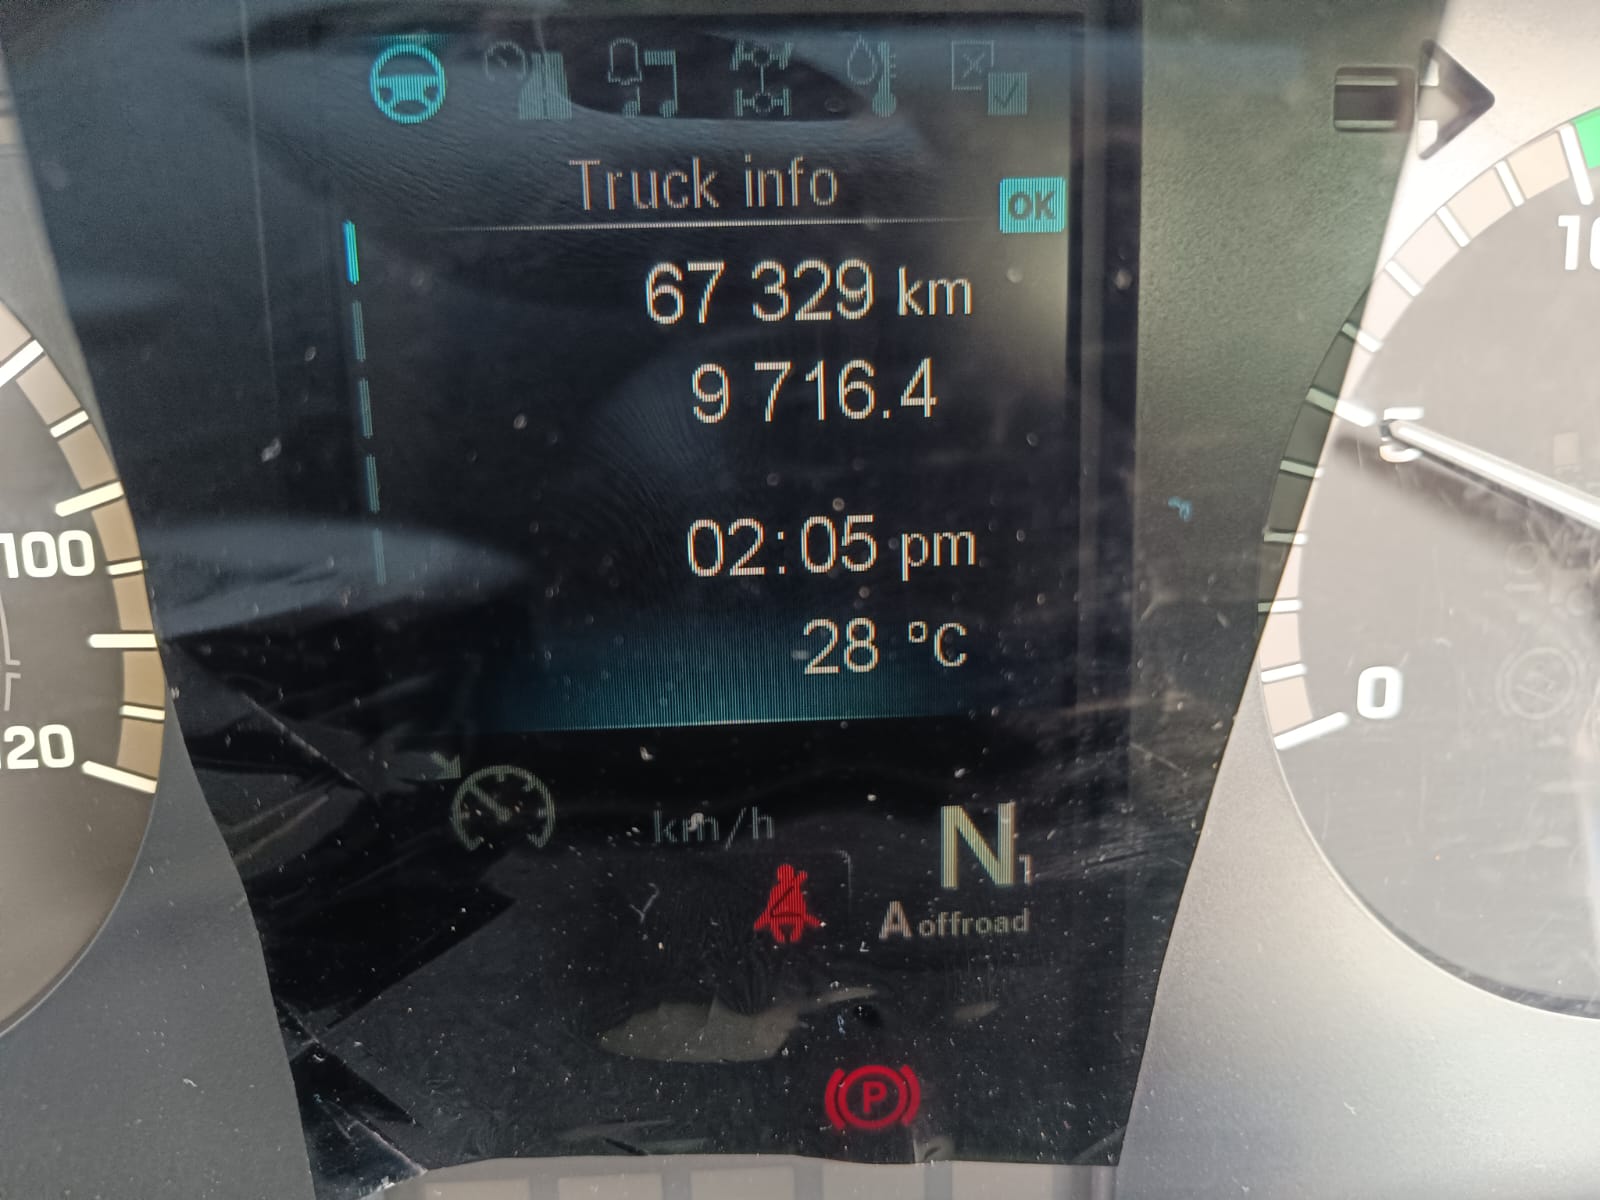 Truck info
OK
67 329 km
9 716.4
02:05 pm
28 °C
km/h
N1
A offroad
P
100
20
10
5
0